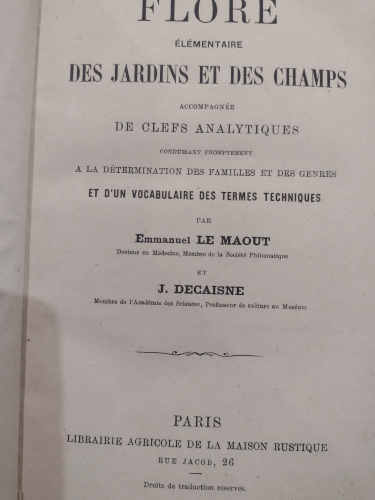 FLORE
ÉLÉMENTAIRE
DES JARDINS ET DES CHAMPS
ACCOMPAGNÉE
DE CLEFS ANALYTIQUES
CONDUISANT PROMPTEMENT
A LA DÉTERMINATION DES FAMILLES ET DES GENRES
ET D'UN VOCABULAIRE DES TERMES TECHNIQUES
PAR
Emmanuel LE MAOUT
Docteur en Médecine, Membre de la Société Philomatique
ET
J. DECAISNE
Membre de l'Académie des Sciences, Professeur de culture au Muséum
PARIS
LIBRAIRIE AGRICOLE DE LA MAISON RUSTIQUE
RUE JACOB, 26
Droits de traduction réservés.